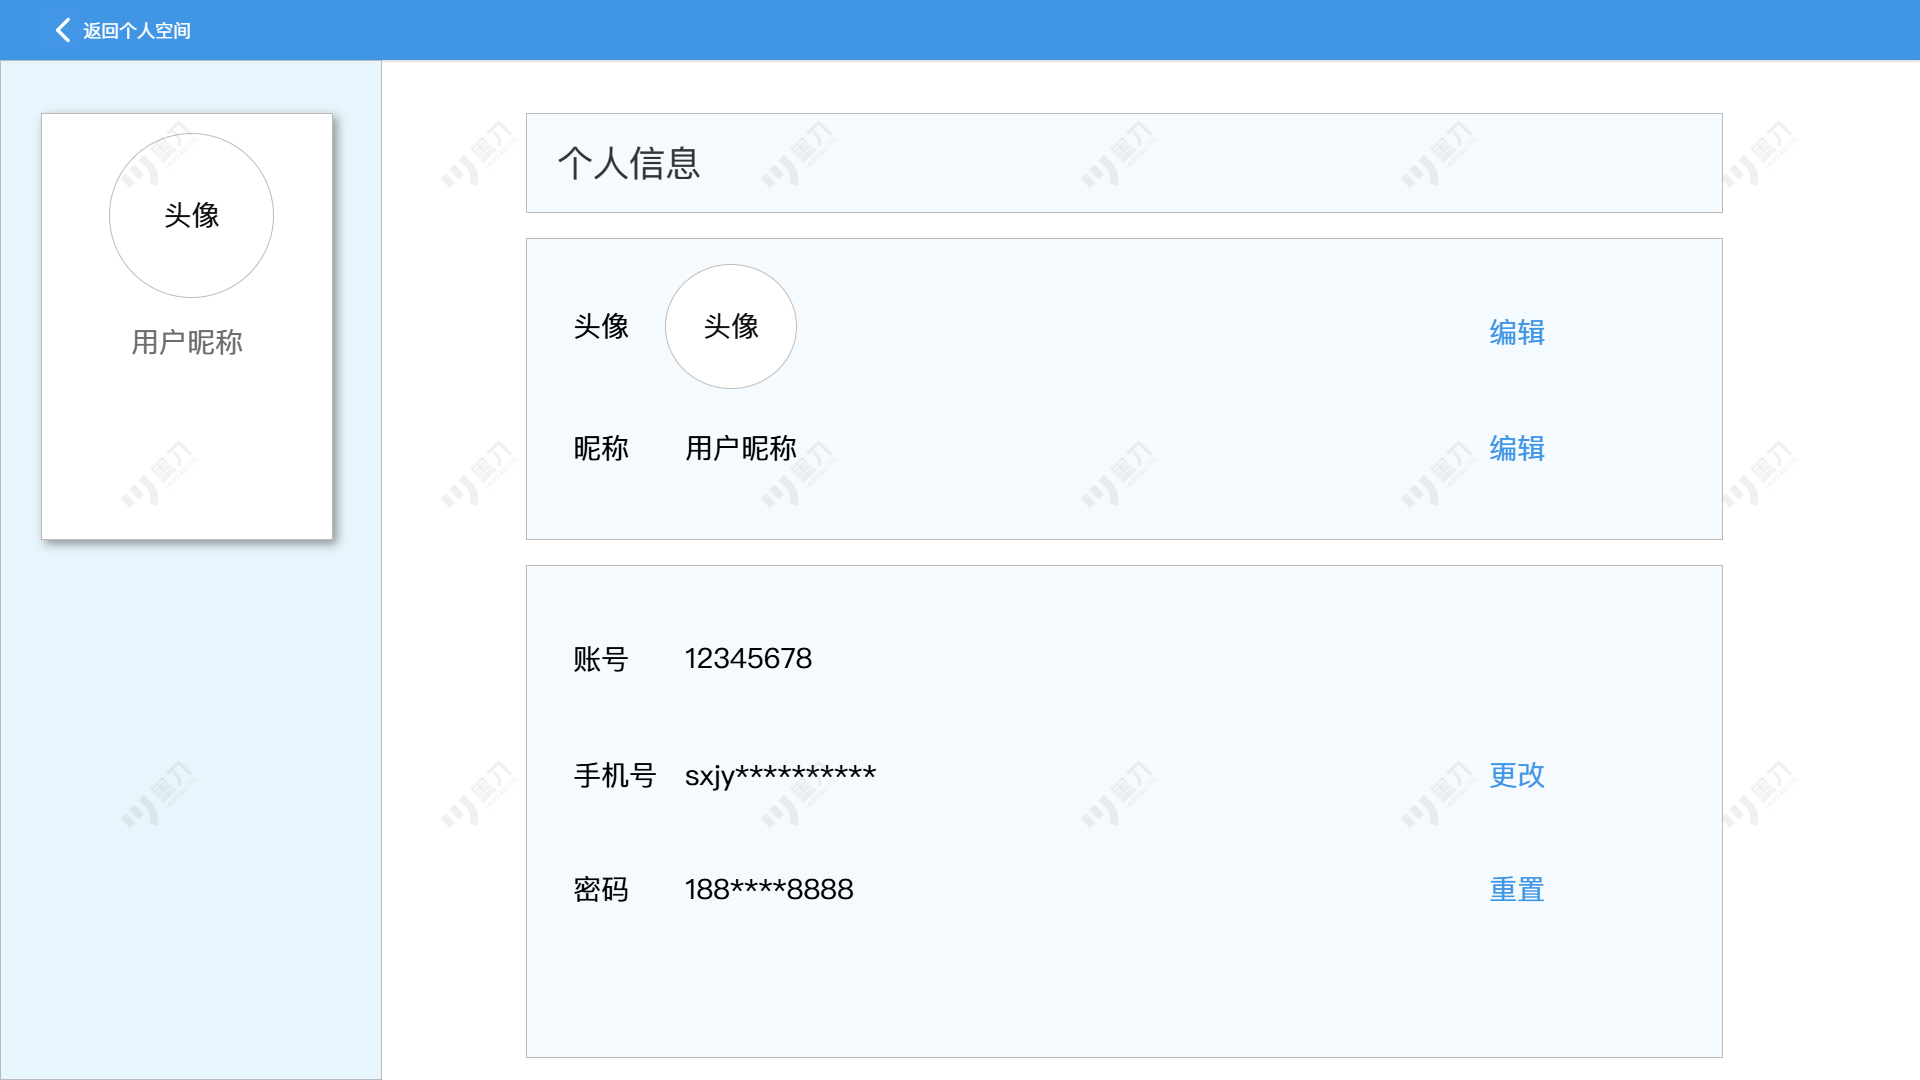 返回个人空间
头像
用户昵称
个人信息
头像 头像 编辑
昵称 用户昵称 编辑
账号 12345678
手机号 sxjy********** 更改
密码 188****8888 重置